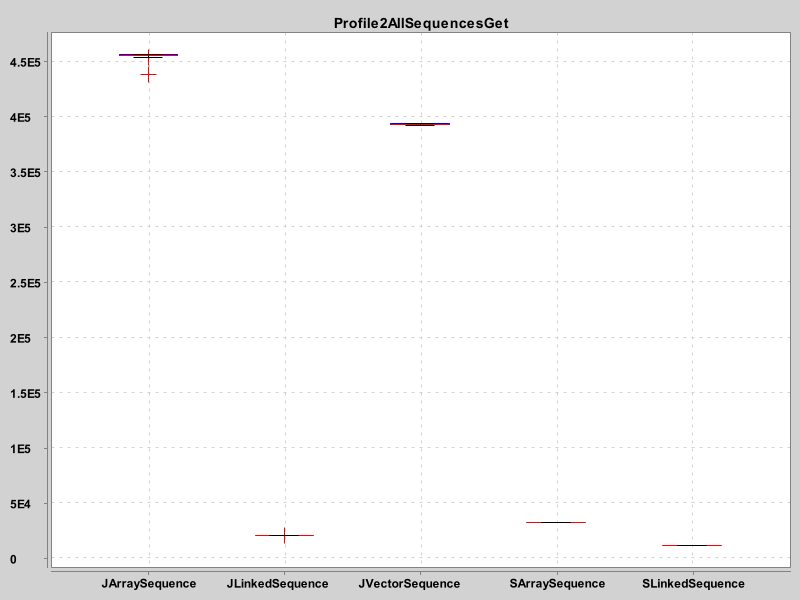 Profile2AllSequencesGet
4.5E5
4E5
3.5E5
3E5
2.5E5
2E5
1.5E5
1E5
5E4
0
JArraySequence JLinkedSequence JVectorSequence SArraySequence SLinkedSequence